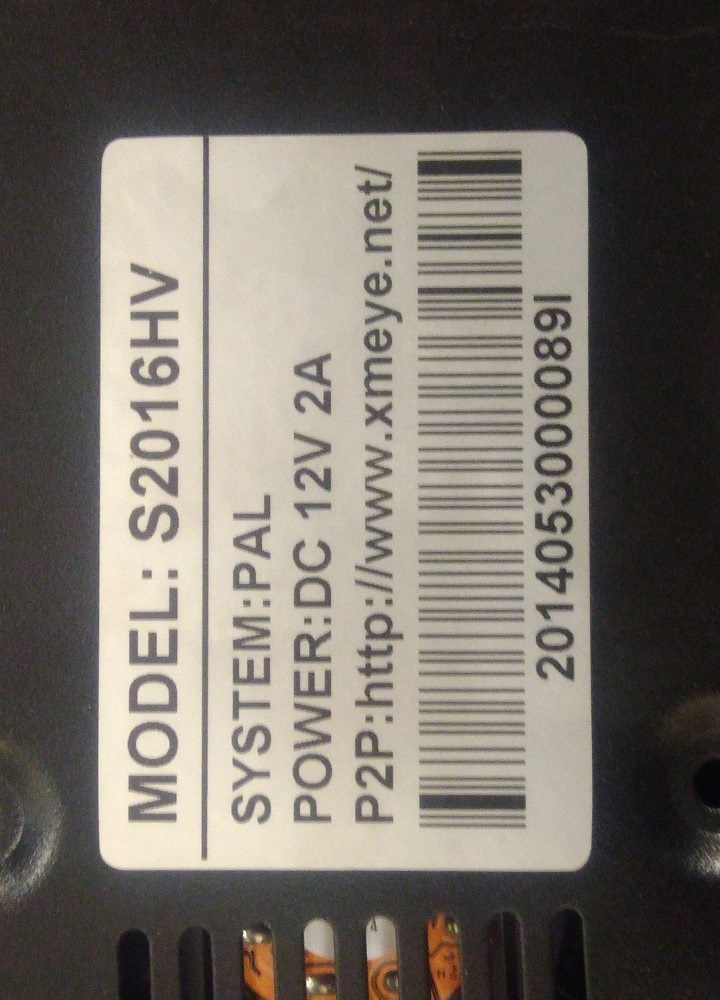 MODEL: S2016HV
SYSTEM:PAL
POWER:DC 12V 2A
P2P:http://www.xmeye.net/
20140530000089I